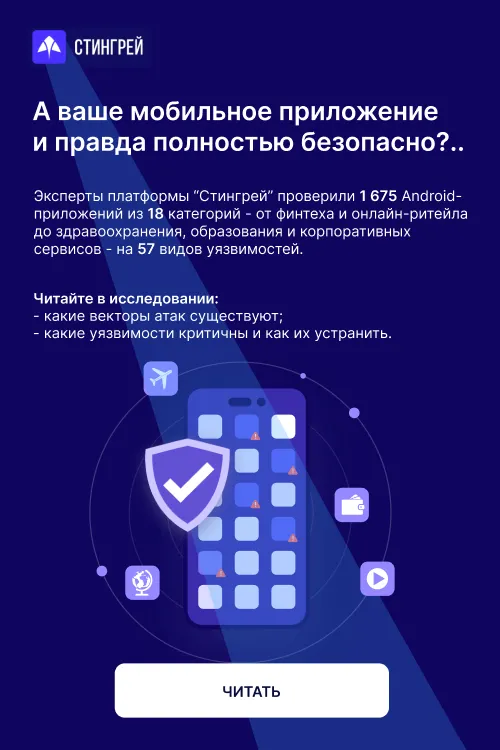 СТИНГРЕЙ
А ваше мобильное приложение
и правда полностью безопасно?..
Эксперты платформы “Стингрей” проверили 1 675 Android-
приложений из 18 категорий - от финтеха и онлайн-ритейла
до здравоохранения, образования и корпоративных
сервисов - на 57 видов уязвимостей.
Читайте в исследовании:
- какие векторы атак существуют;
- какие уязвимости критичны и как их устранить.
ЧИТАТЬ